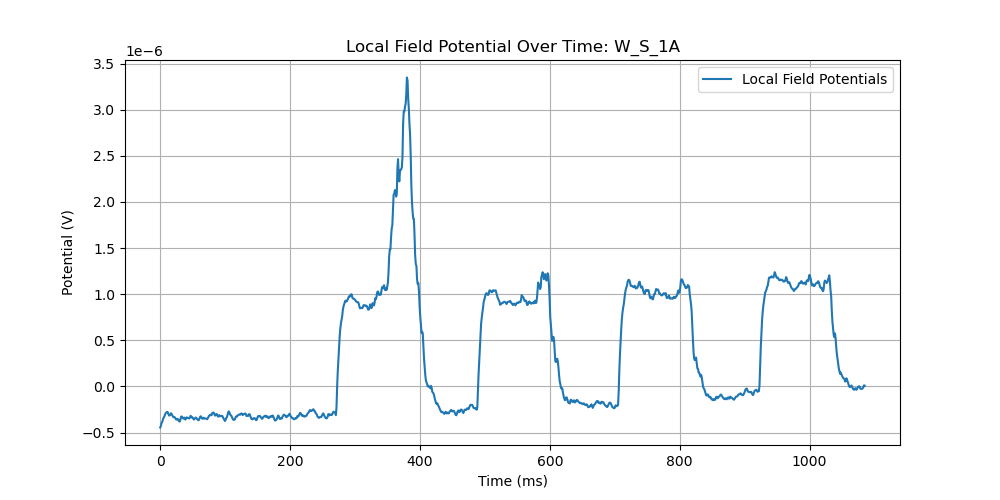 Local Field Potential Over Time: W_S_1A
1e−6
Local Field Potentials
3.5
3.0
2.5
2.0
1.5
1.0
0.5
0.0
−0.5
Potential (V)
0 200 400 600 800 1000
Time (ms)